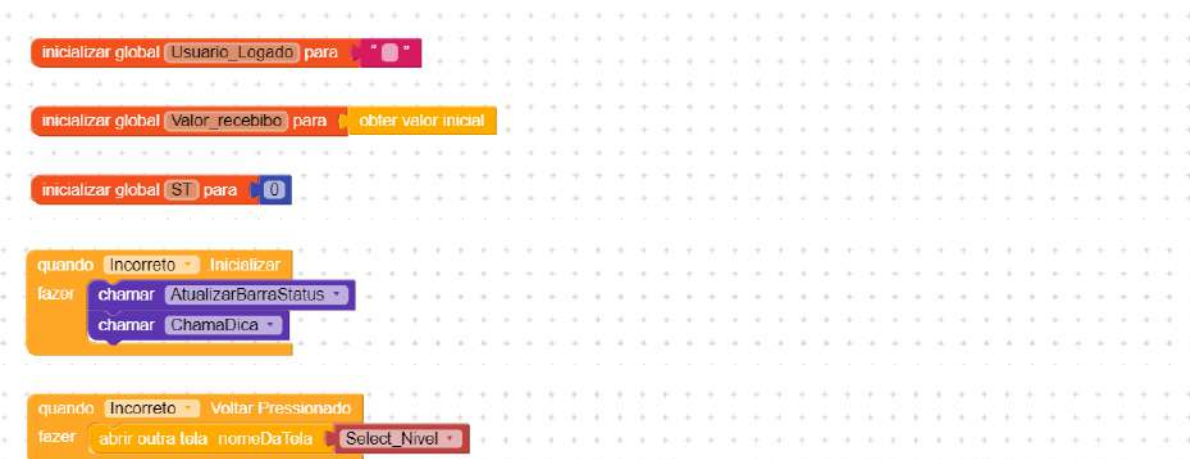 inicializar global Usuario_Logado para " "
inicializar global Valor_recebibo para obter valor inicial
inicializar global ST para 0
quando Incorreto .Inicializar
fazer chamar AtualizarBarraStatus
chamar ChamaDica
quando Incorreto .Voltar Pressionado
fazer abrir outra tela nomeDaTela Select_Nivel